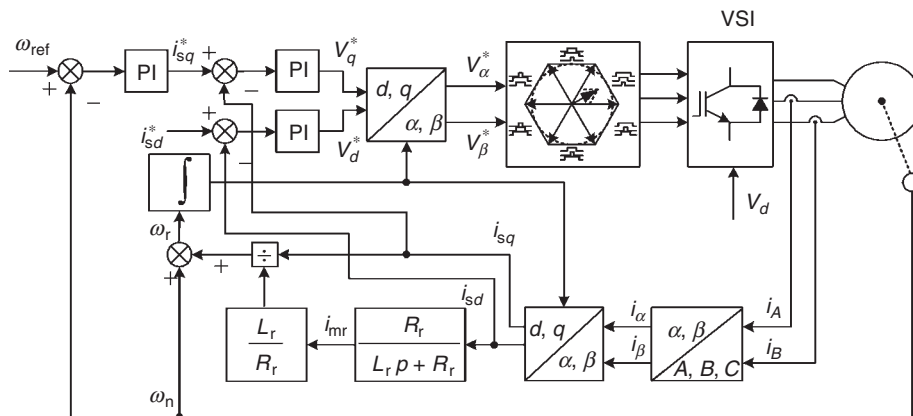 VSI
ω_ref
+
−
PI
i*_sq
+
−
PI
V*_q
i*_sd
+
−
PI
V*_d
d, q
α, β
V*_α
V*_β
V_d
∫
ω_r
+
+
÷
i_sq
i_sd
L_r
R_r
i_mr
R_r
L_r p + R_r
d, q
α, β
i_α
i_β
α, β
A, B, C
i_A
i_B
ω_n